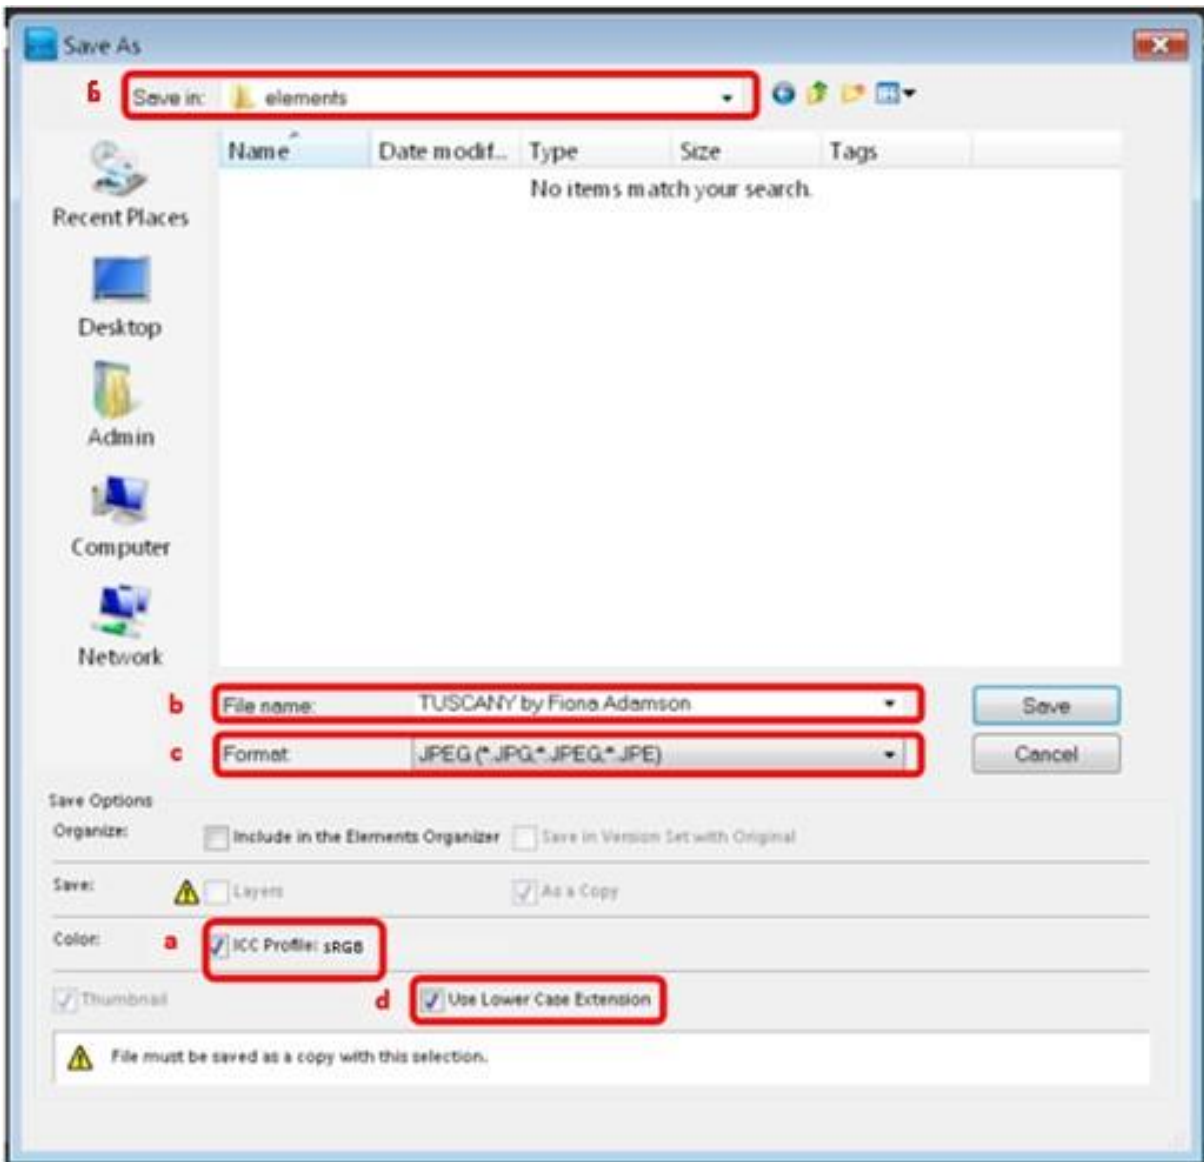 Save As
6 Save in: elements
Name Date modif... Type Size Tags
No items match your search.
Recent Places
Desktop
Admin
Computer
Network
b File name: TUSCANY by Fiona Adamson Save
c Format: JPEG (*.JPG;*.JPEG;*.JPE) Cancel
Save Options
Organize: Include in the Elements Organizer Save in Version Set with Original
Save: Layers As a Copy
Color: a ICC Profile: sRGB
Thumbnail d Use Lower Case Extension
File must be saved as a copy with this selection.